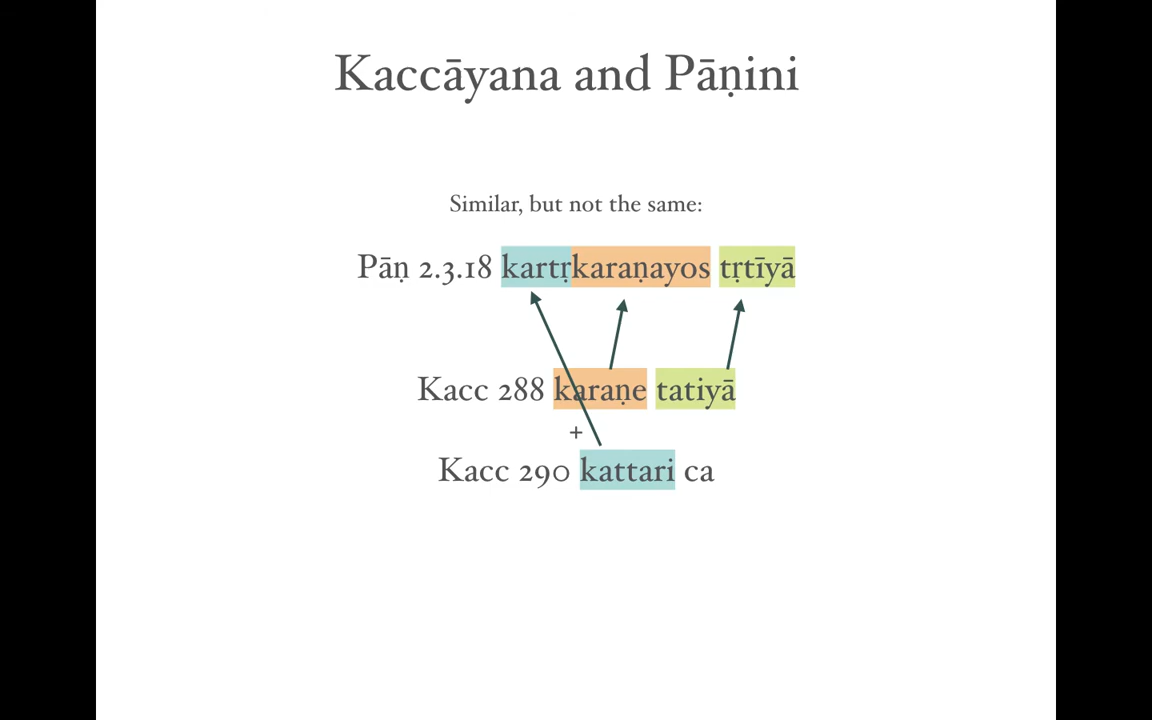 Kaccāyana and Pāṇini
Similar, but not the same:
Pāṇ 2.3.18 kartṛkaraṇayos tṛtīyā
Kacc 288 karaṇe tatiyā
+
Kacc 290 kattari ca